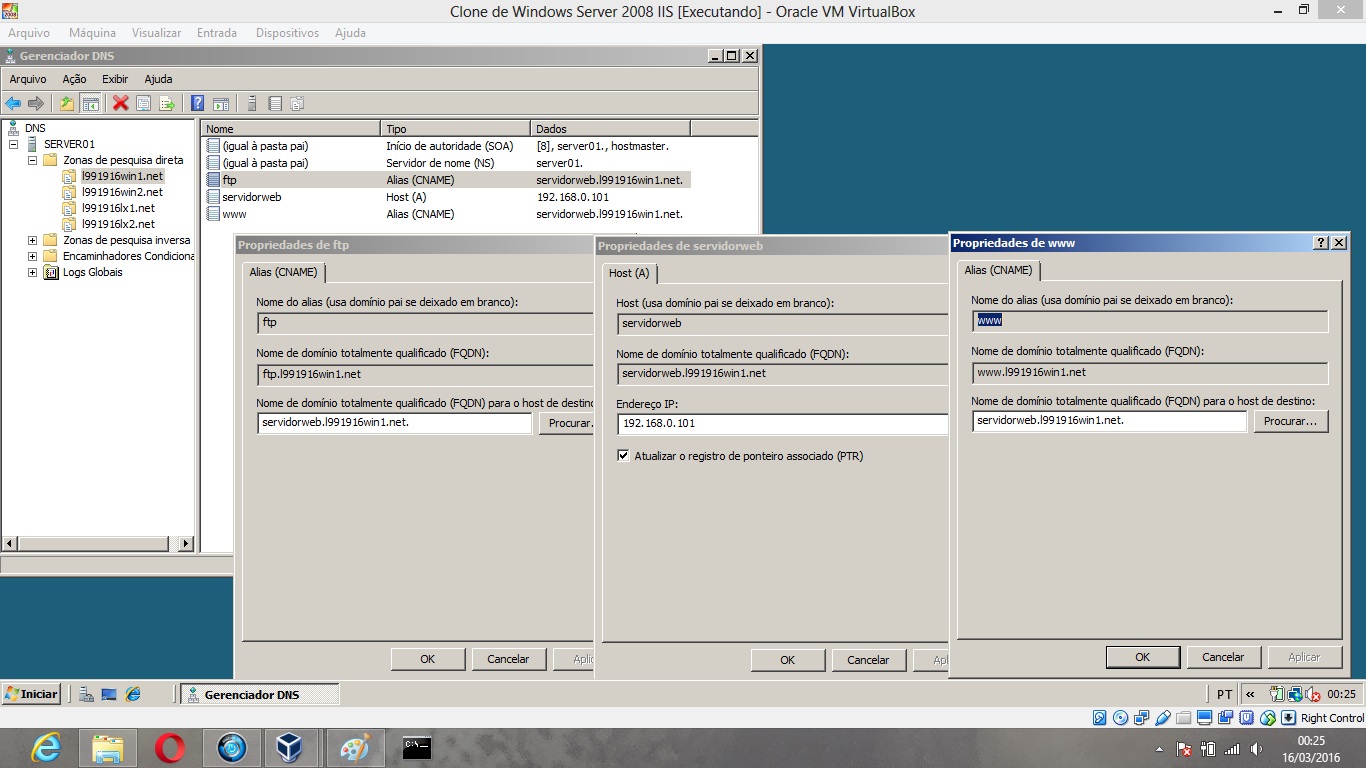 Clone de Windows Server 2008 IIS [Executando] - Oracle VM VirtualBox
Arquivo Máquina Visualizar Entrada Dispositivos Ajuda
Gerenciador DNS
Arquivo Ação Exibir Ajuda
DNS
SERVER01
Zonas de pesquisa direta
l991916win1.net
l991916win2.net
l991916lx1.net
l991916lx2.net
Zonas de pesquisa inversa
Encaminhadores Condiciona
Logs Globais
Nome Tipo Dados
(igual à pasta pai) Início de autoridade (SOA) [8], server01., hostmaster.
(igual à pasta pai) Servidor de nome (NS) server01.
ftp Alias (CNAME) servidorweb.l991916win1.net.
servidorweb Host (A) 192.168.0.101
www Alias (CNAME) servidorweb.l991916win1.net.
Propriedades de ftp
Alias (CNAME)
Nome do alias (usa domínio pai se deixado em branco):
ftp
Nome de domínio totalmente qualificado (FQDN):
ftp.l991916win1.net
Nome de domínio totalmente qualificado (FQDN) para o host de destino
servidorweb.l991916win1.net. Procurar.
OK Cancelar Aplic
Propriedades de servidorweb
Host (A)
Host (usa domínio pai se deixado em branco):
servidorweb
Nome de domínio totalmente qualificado (FQDN):
servidorweb.l991916win1.net
Endereço IP:
192.168.0.101
Atualizar o registro de ponteiro associado (PTR)
OK Cancelar Ap
Propriedades de www
Alias (CNAME)
Nome do alias (usa domínio pai se deixado em branco):
www
Nome de domínio totalmente qualificado (FQDN):
www.l991916win1.net
Nome de domínio totalmente qualificado (FQDN) para o host de destino:
servidorweb.l991916win1.net. Procurar...
OK Cancelar Aplicar
Iniciar Gerenciador DNS PT « 00:25
Right Control
00:25
16/03/2016